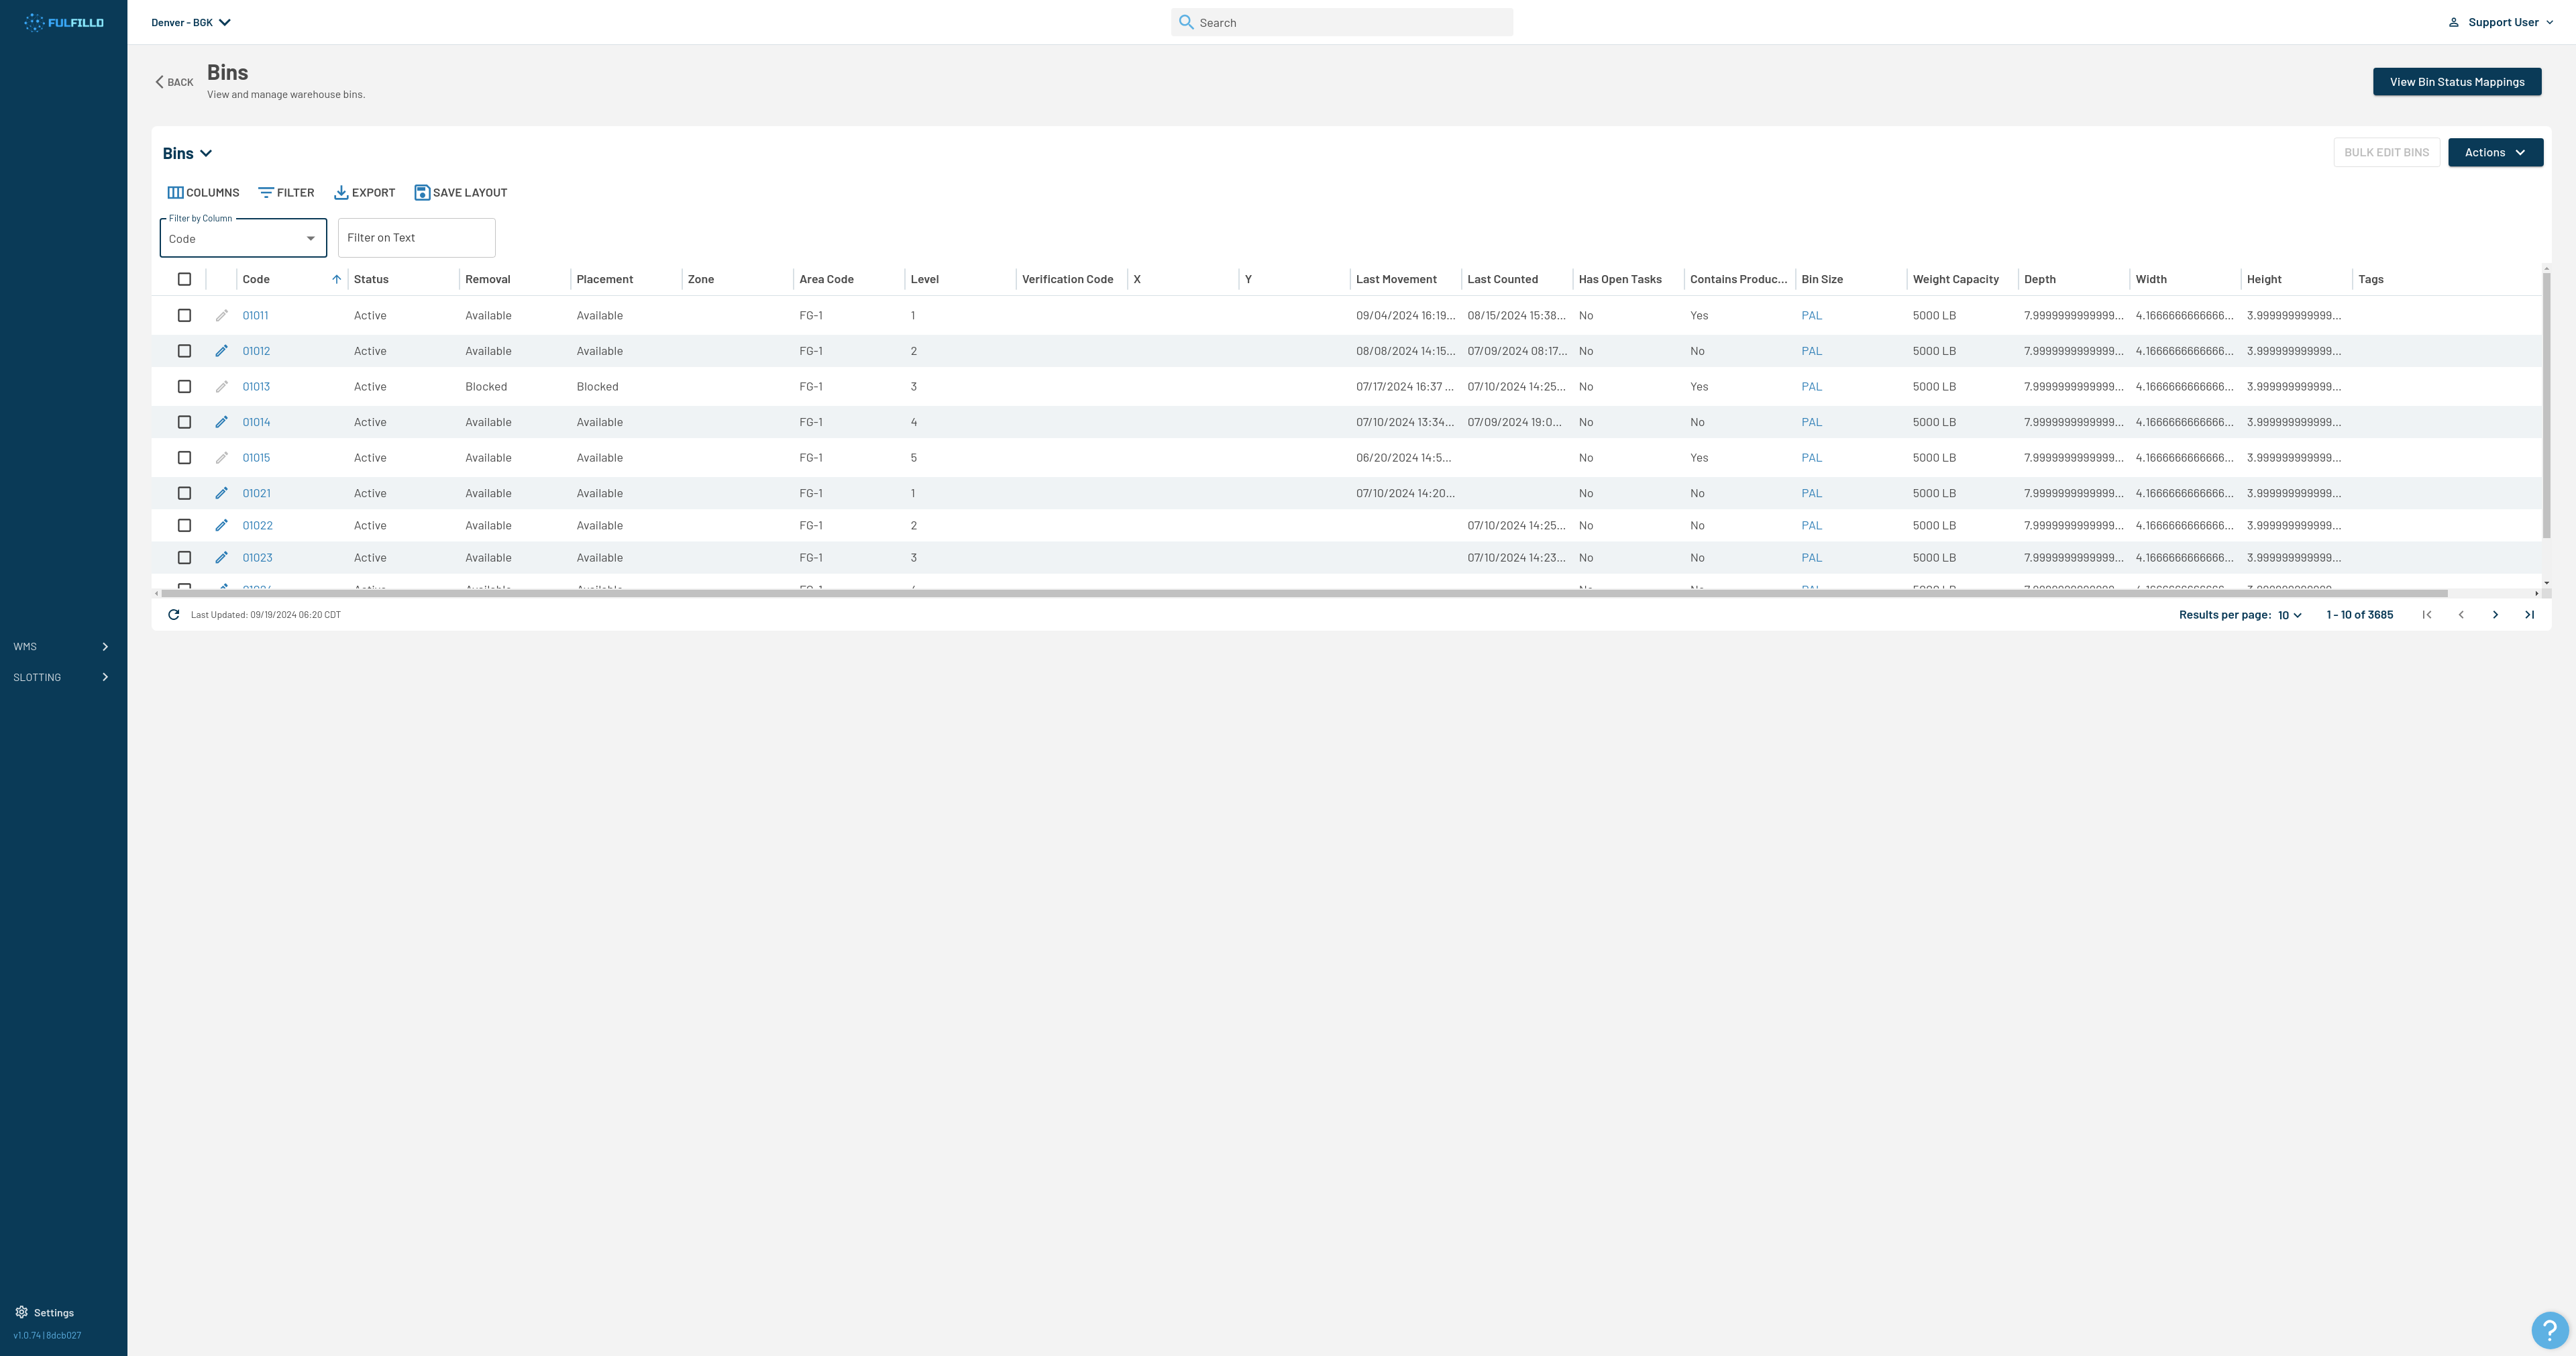 FULFILLD
Denver - BGK
Search
Support User
BACK
Bins
View and manage warehouse bins.
View Bin Status Mappings
Bins
BULK EDIT BINS
Actions
COLUMNS FILTER EXPORT SAVE LAYOUT
Filter by Column
Code
Filter on Text
Code Status Removal Placement Zone Area Code Level Verification Code X Y Last Movement Last Counted Has Open Tasks Contains Produc... Bin Size Weight Capacity Depth Width Height Tags
01011 Active Available Available FG-1 1 09/04/2024 16:19... 08/15/2024 15:38... No Yes PAL 5000 LB 7.9999999999999... 4.1666666666666... 3.999999999999...
01012 Active Available Available FG-1 2 08/08/2024 14:15... 07/09/2024 08:17... No No PAL 5000 LB 7.9999999999999... 4.1666666666666... 3.999999999999...
01013 Active Blocked Blocked FG-1 3 07/17/2024 16:37 ... 07/10/2024 14:25... No Yes PAL 5000 LB 7.9999999999999... 4.1666666666666... 3.999999999999...
01014 Active Available Available FG-1 4 07/10/2024 13:34... 07/09/2024 19:0... No No PAL 5000 LB 7.9999999999999... 4.1666666666666... 3.999999999999...
01015 Active Available Available FG-1 5 06/20/2024 14:5... No Yes PAL 5000 LB 7.9999999999999... 4.1666666666666... 3.999999999999...
01021 Active Available Available FG-1 1 07/10/2024 14:20... No No PAL 5000 LB 7.9999999999999... 4.1666666666666... 3.999999999999...
01022 Active Available Available FG-1 2 07/10/2024 14:25... No No PAL 5000 LB 7.9999999999999... 4.1666666666666... 3.999999999999...
01023 Active Available Available FG-1 3 07/10/2024 14:23... No No PAL 5000 LB 7.9999999999999... 4.1666666666666... 3.999999999999...
Last Updated: 09/19/2024 06:20 CDT
Results per page: 10 1 - 10 of 3685
WMS
SLOTTING
Settings
v1.0.74 | 8dcb027
?